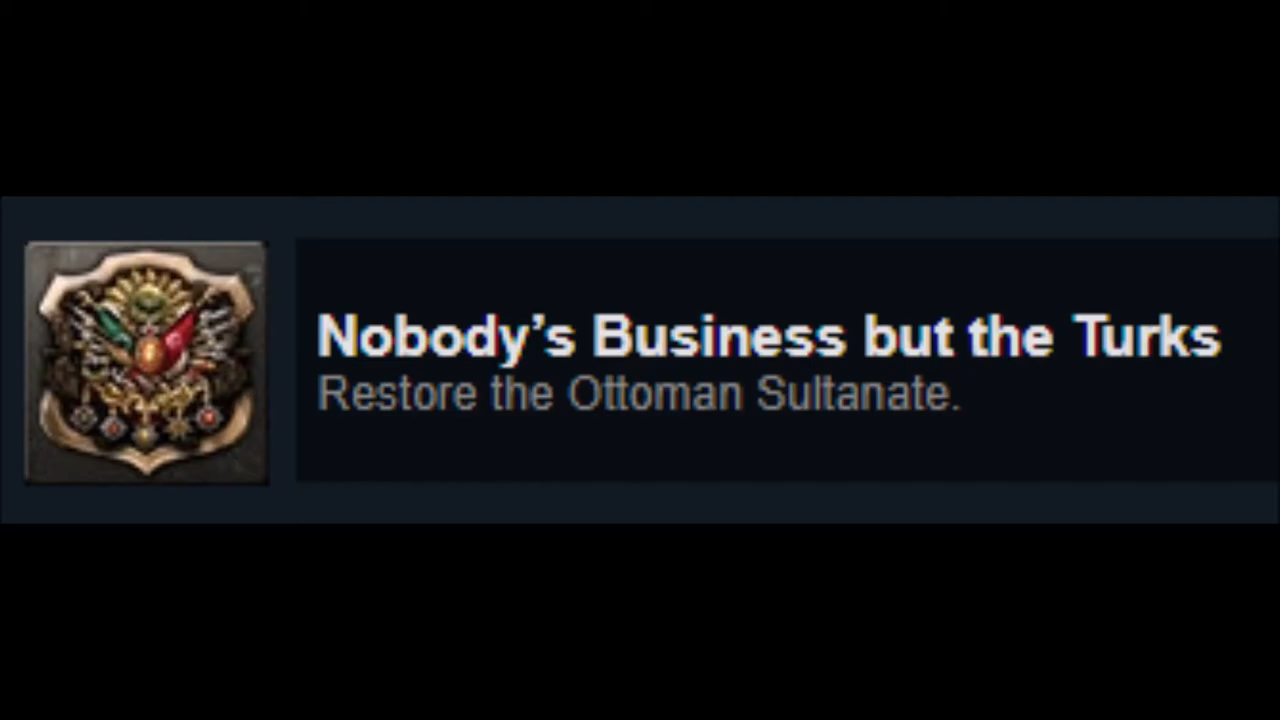 Nobody’s Business but the Turks
Restore the Ottoman Sultanate.